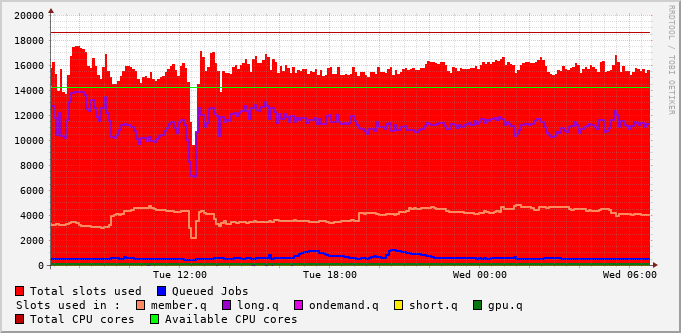 20000
18000
16000
14000
12000
10000
8000
6000
4000
2000
0
Tue 12:00 Tue 18:00 Wed 00:00 Wed 06:00
RRDTOOL / TOBI OETIKER
Total slots used Queued Jobs
Slots used in : member.q long.q ondemand.q short.q gpu.q
Total CPU cores Available CPU cores